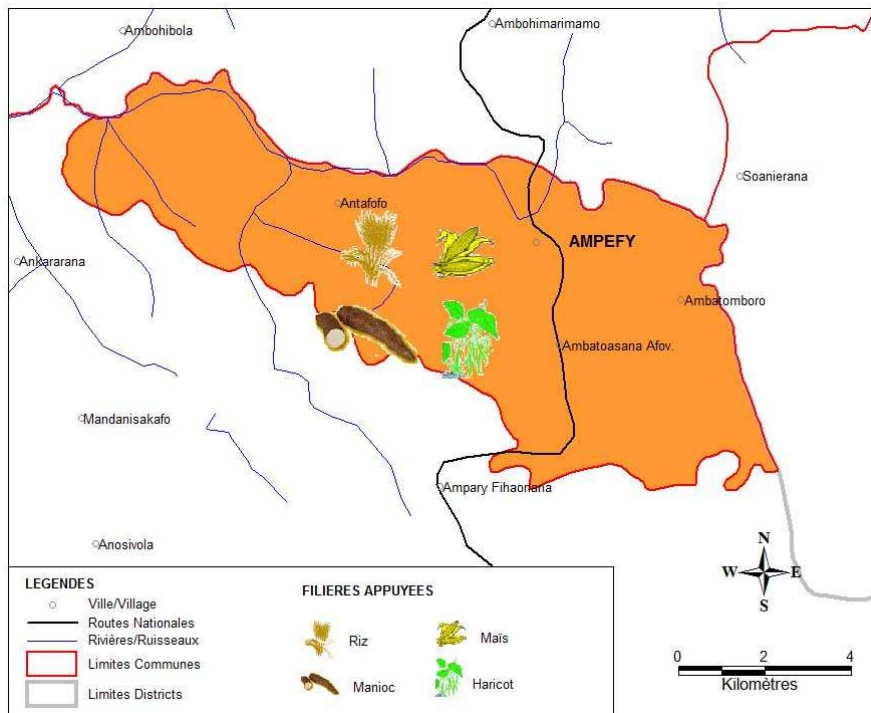 Ambohibola
Ambohimarimamo
Soanierana
Antafofo
AMPEFY
Ankararana
Ambatomboro
Ambatoasana Afov.
Mandanisakafo
Ampary Fihaonana
Anosivola
N
W E
S
LEGENDES
Ville/Village
Routes Nationales
Rivières/Ruisseaux
Limites Communes
Limites Districts
FILIERES APPUYEES
Riz
Maïs
Manioc
Haricot
0 2 4
Kilomètres